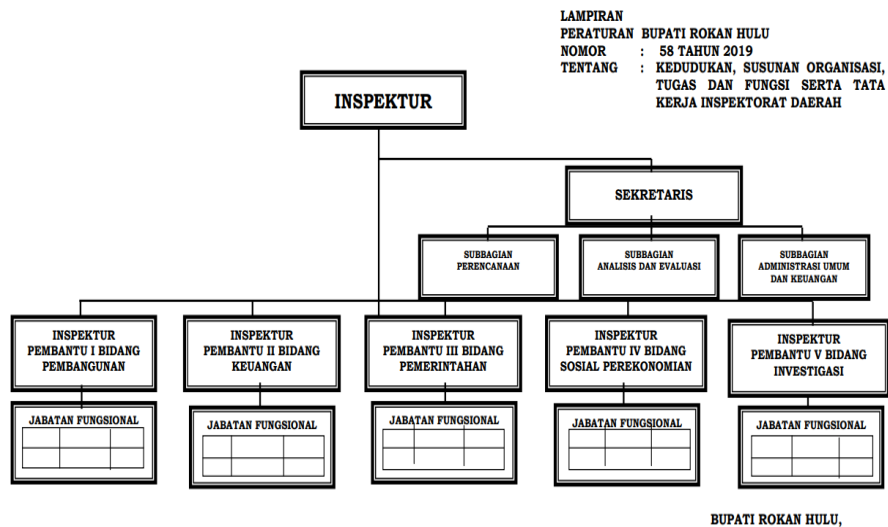 LAMPIRAN
PERATURAN BUPATI ROKAN HULU
NOMOR : 58 TAHUN 2019
TENTANG : KEDUDUKAN, SUSUNAN ORGANISASI,
TUGAS DAN FUNGSI SERTA TATA
KERJA INSPEKTORAT DAERAH
INSPEKTUR
SEKRETARIS
SUBBAGIAN
PERENCANAAN
SUBBAGIAN
ANALISIS DAN EVALUASI
SUBBAGIAN
ADMINISTRASI UMUM
DAN KEUANGAN
INSPEKTUR
PEMBANTU I BIDANG
PEMBANGUNAN
INSPEKTUR
PEMBANTU II BIDANG
KEUANGAN
INSPEKTUR
PEMBANTU III BIDANG
PEMERINTAHAN
INSPEKTUR
PEMBANTU IV BIDANG
SOSIAL PEREKONOMIAN
INSPEKTUR
PEMBANTU V BIDANG
INVESTIGASI
JABATAN FUNGSIONAL
JABATAN FUNGSIONAL
JABATAN FUNGSIONAL
JABATAN FUNGSIONAL
JABATAN FUNGSIONAL
BUPATI ROKAN HULU,